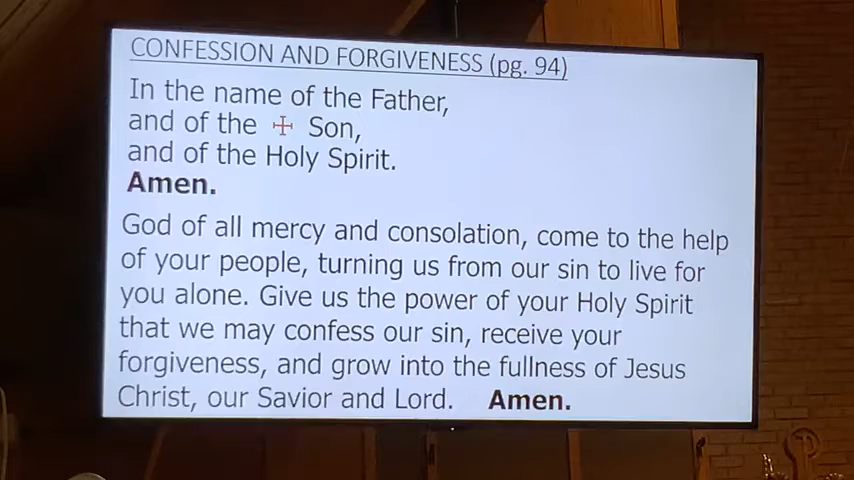 CONFESSION AND FORGIVENESS (pg. 94)
In the name of the Father,
and of the ☩ Son,
and of the Holy Spirit.
Amen.
God of all mercy and consolation, come to the help
of your people, turning us from our sin to live for
you alone. Give us the power of your Holy Spirit
that we may confess our sin, receive your
forgiveness, and grow into the fullness of Jesus
Christ, our Savior and Lord. Amen.